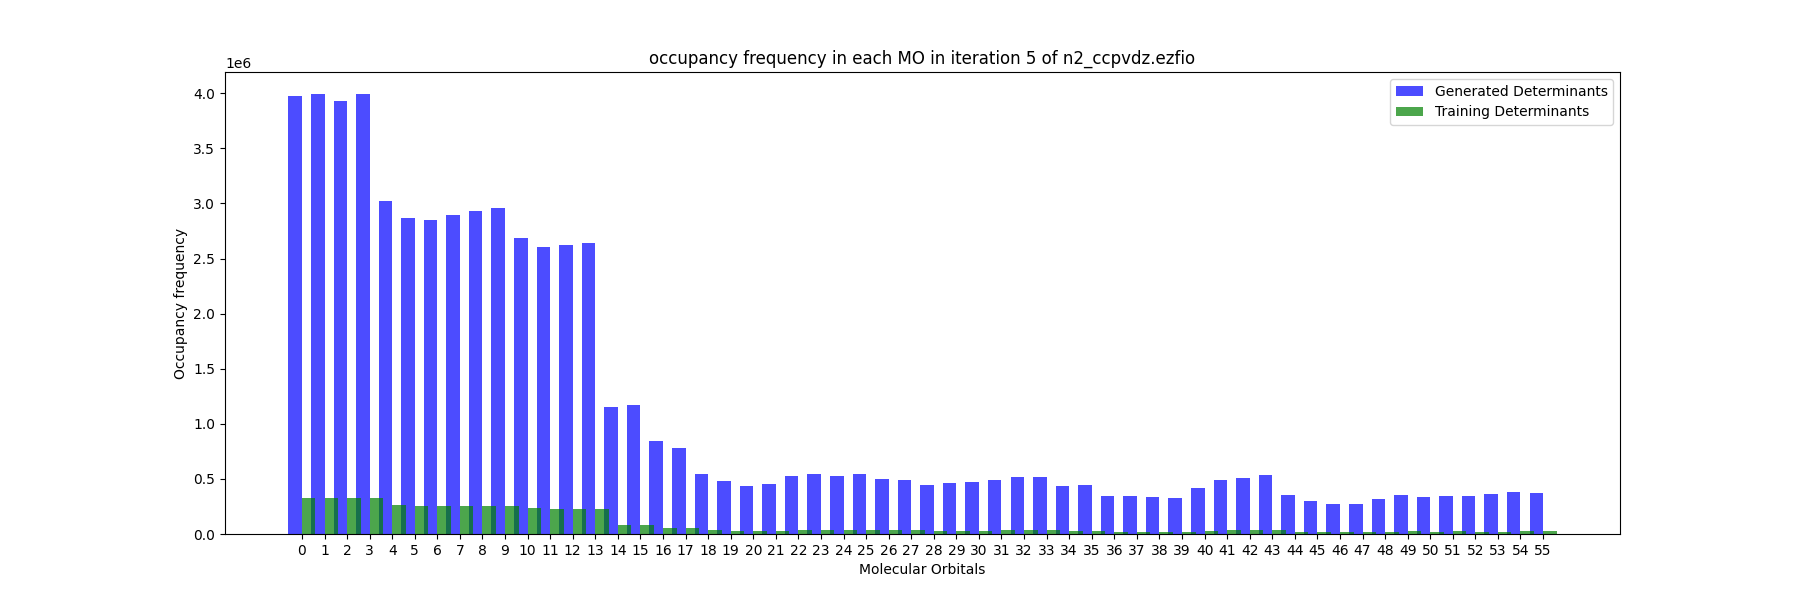 occupancy frequency in each MO in iteration 5 of n2_ccpvdz.ezfio
1e6
Generated Determinants
Training Determinants
4.0
3.5
3.0
2.5
2.0
1.5
1.0
0.5
0.0
Occupancy frequency
0 1 2 3 4 5 6 7 8 9 10 11 12 13 14 15 16 17 18 19 20 21 22 23 24 25 26 27 28 29 30 31 32 33 34 35 36 37 38 39 40 41 42 43 44 45 46 47 48 49 50 51 52 53 54 55
Molecular Orbitals